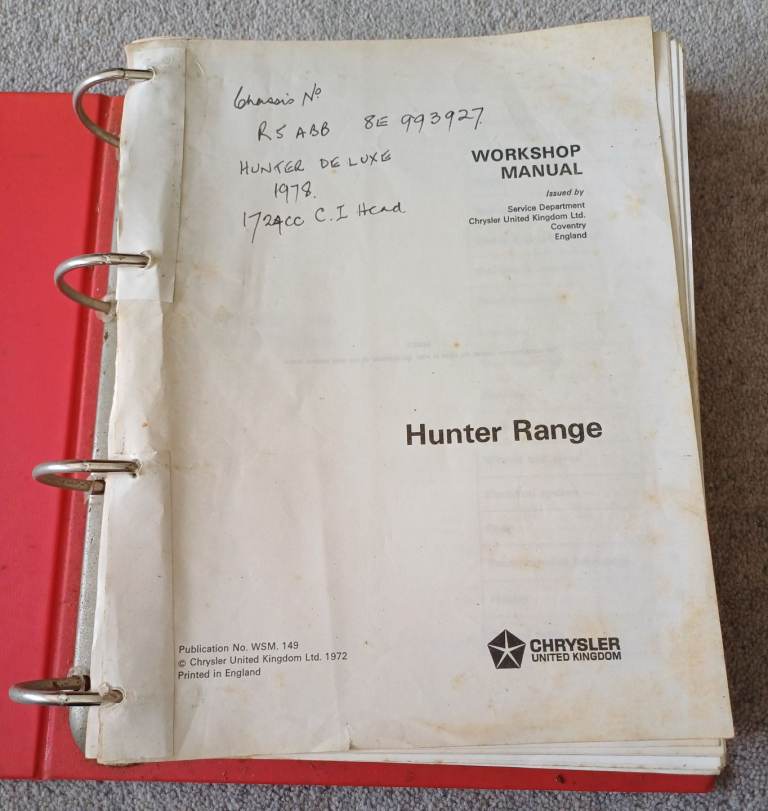 Chassis No
R5 ABB 8E 993927.
HUNTER DE LUXE
1978.
1724cc C.I Head
WORKSHOP
MANUAL
Issued by
Service Department
Chrysler United Kingdom Ltd.
Coventry
England
Hunter Range
Publication No. WSM. 149
© Chrysler United Kingdom Ltd. 1972
Printed in England
CHRYSLER
UNITED KINGDOM